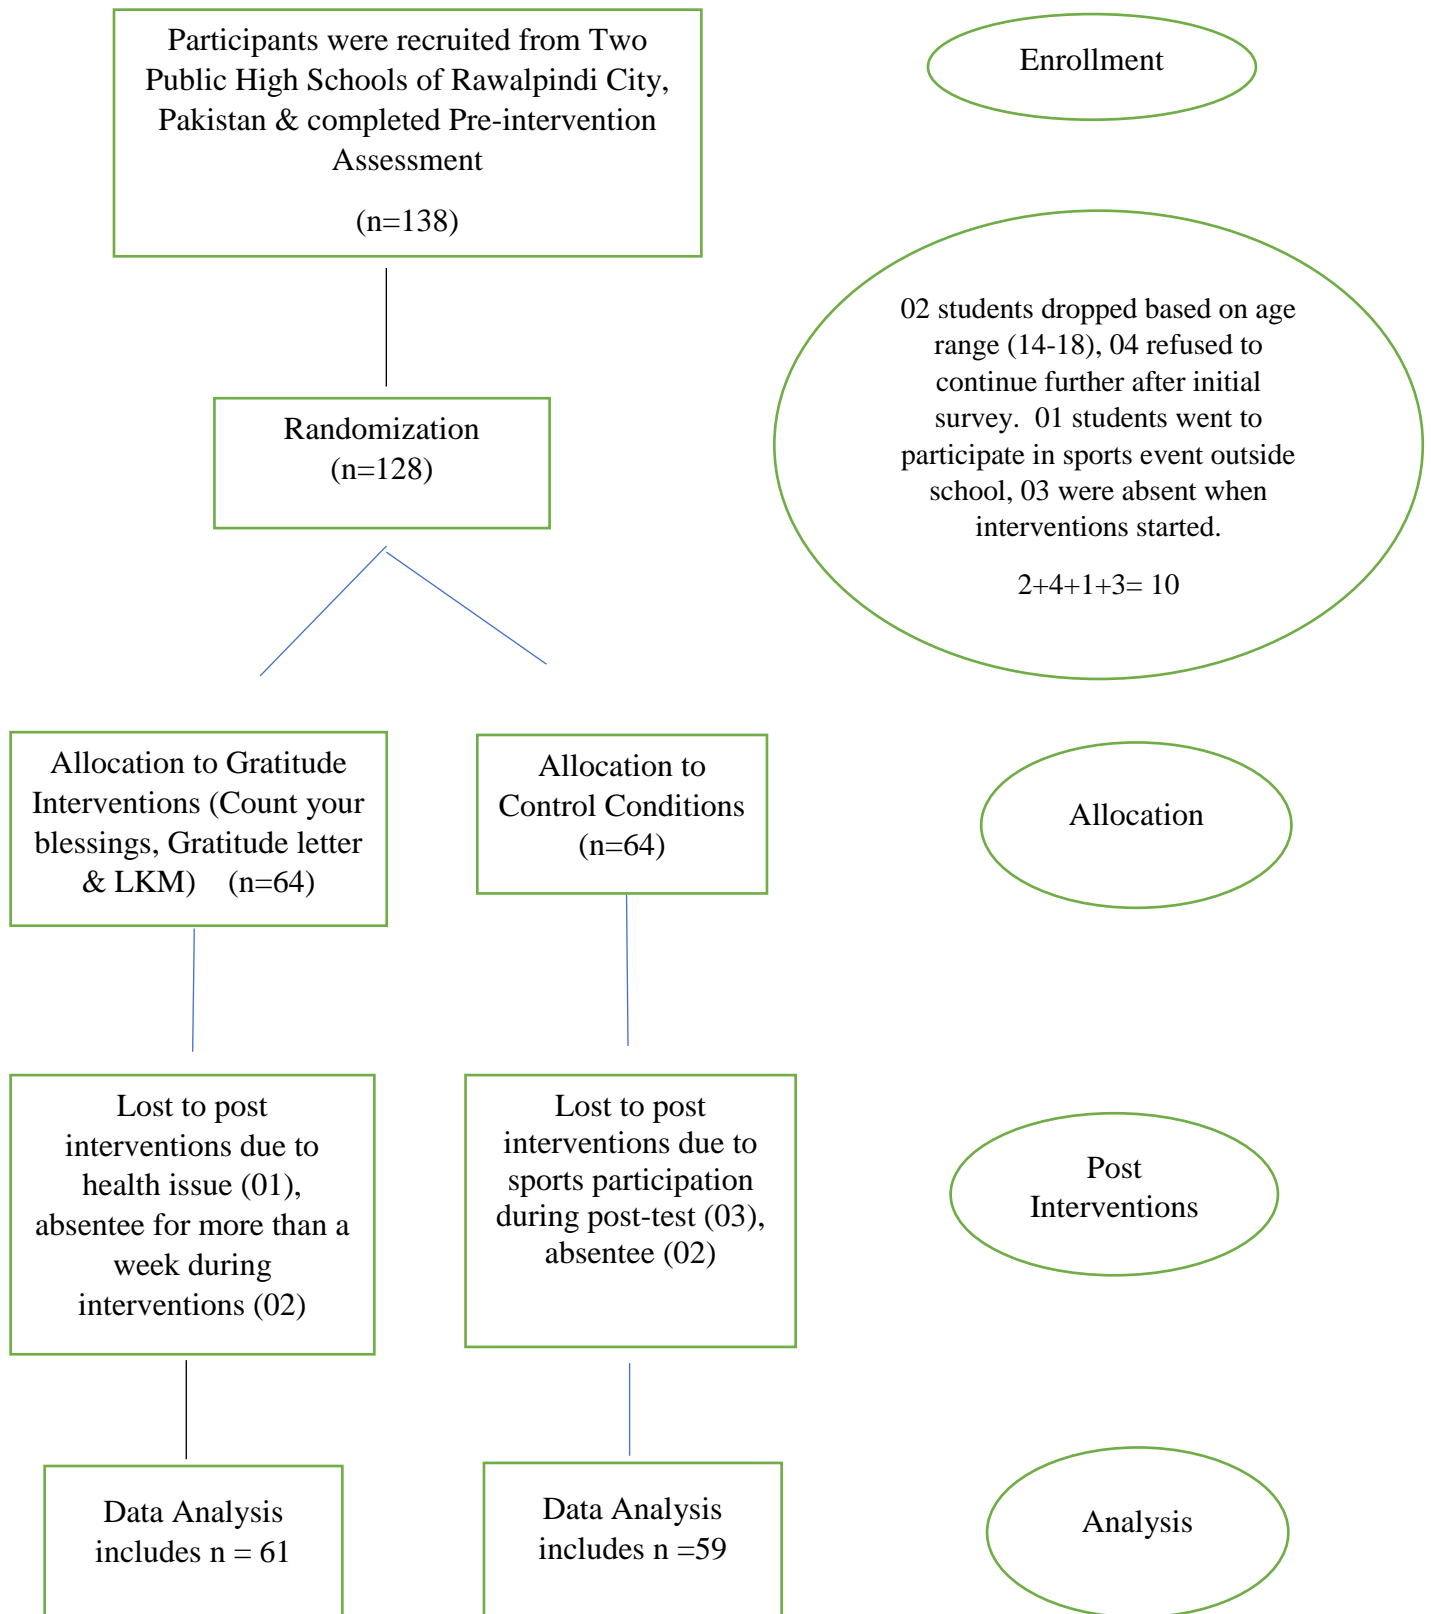 Participants were recruited from Two
Public High Schools of Rawalpindi City,
Pakistan & completed Pre-intervention
Assessment
(n=138)
Enrollment
02 students dropped based on age
range (14-18), 04 refused to
continue further after initial
survey.  01 students went to
participate in sports event outside
school, 03 were absent when
interventions started.
2+4+1+3= 10
Randomization
(n=128)
Allocation to Gratitude
Interventions (Count your
blessings, Gratitude letter
& LKM)    (n=64)
Allocation to
Control Conditions
(n=64)
Allocation
Lost to post
interventions due to
health issue (01),
absentee for more than a
week during
interventions (02)
Lost to post
interventions due to
sports participation
during post-test (03),
absentee (02)
Post
Interventions
Data Analysis
includes n = 61
Data Analysis
includes n =59
Analysis